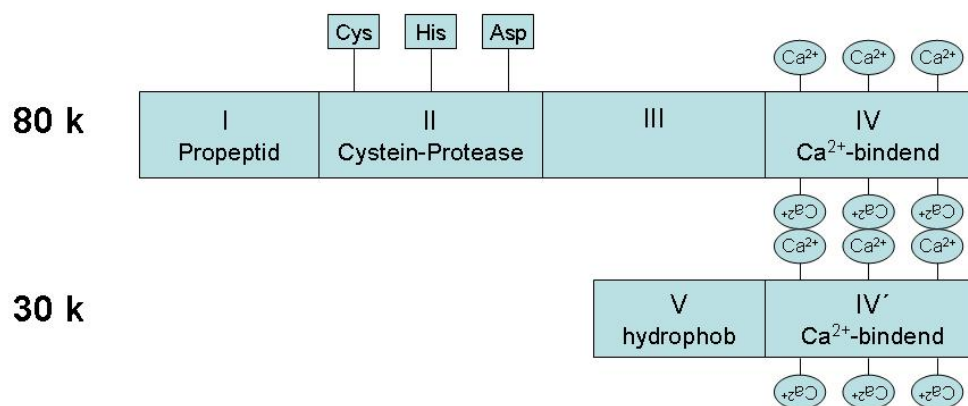 Cys His Asp
Ca²⁺ Ca²⁺ Ca²⁺
80 k
I II III IV
Propeptid Cystein-Protease Ca²⁺-bindend
Ca²⁺ Ca²⁺ Ca²⁺
Ca²⁺ Ca²⁺ Ca²⁺
30 k
V IV´
hydrophob Ca²⁺-bindend
Ca²⁺ Ca²⁺ Ca²⁺